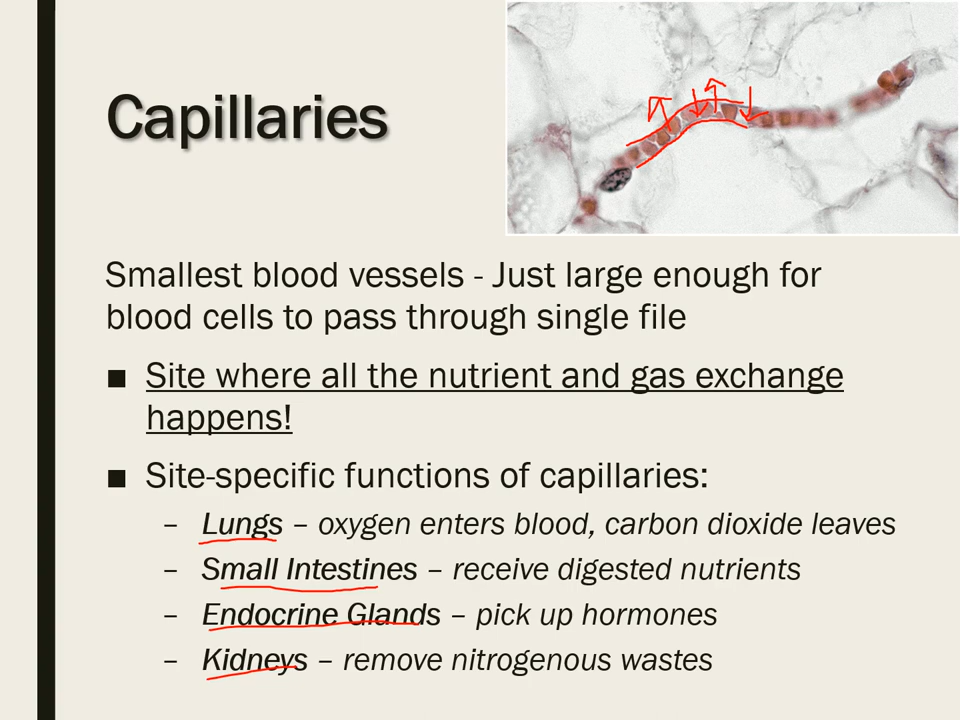 Capillaries
Smallest blood vessels - Just large enough for
blood cells to pass through single file
■ Site where all the nutrient and gas exchange
happens!
■ Site-specific functions of capillaries:
– Lungs – oxygen enters blood, carbon dioxide leaves
– Small Intestines – receive digested nutrients
– Endocrine Glands – pick up hormones
– Kidneys – remove nitrogenous wastes